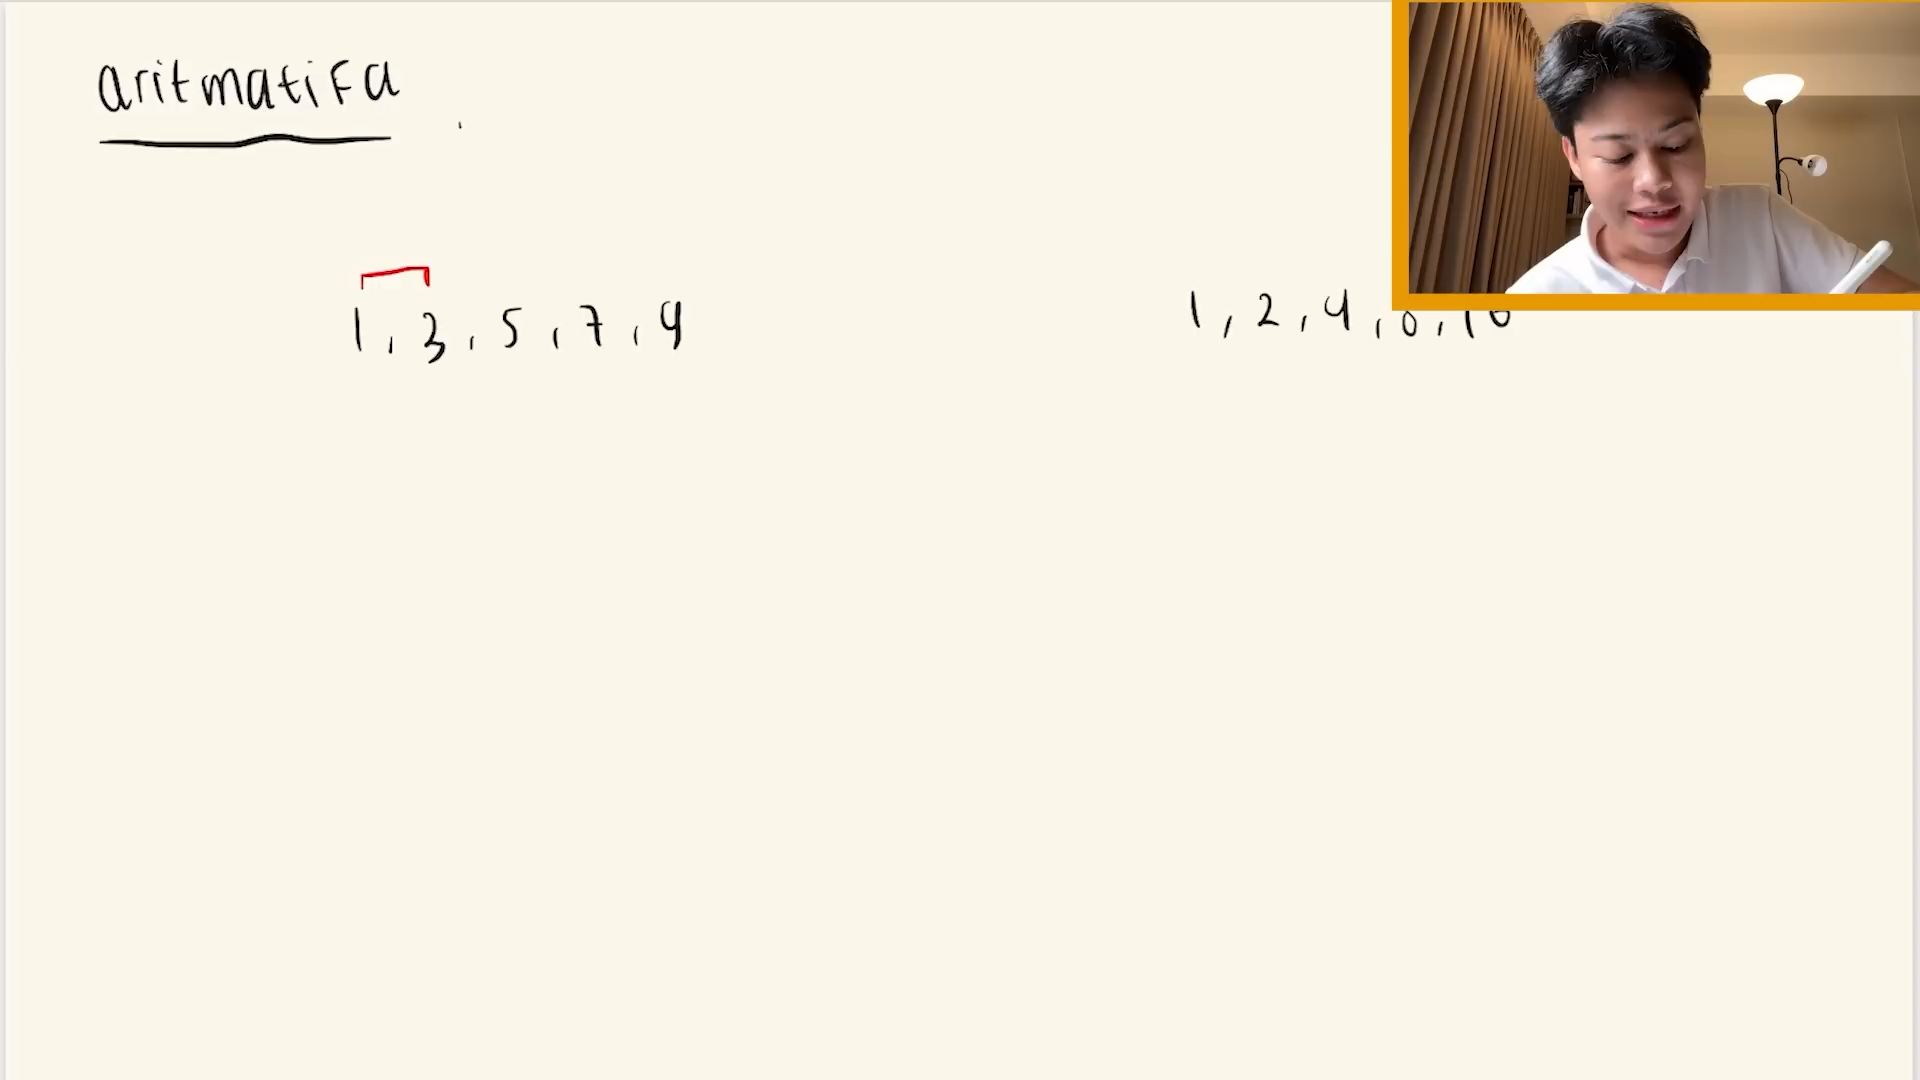 aritmatika
1, 3, 5, 7, 9
1, 2, 4, 8, 16